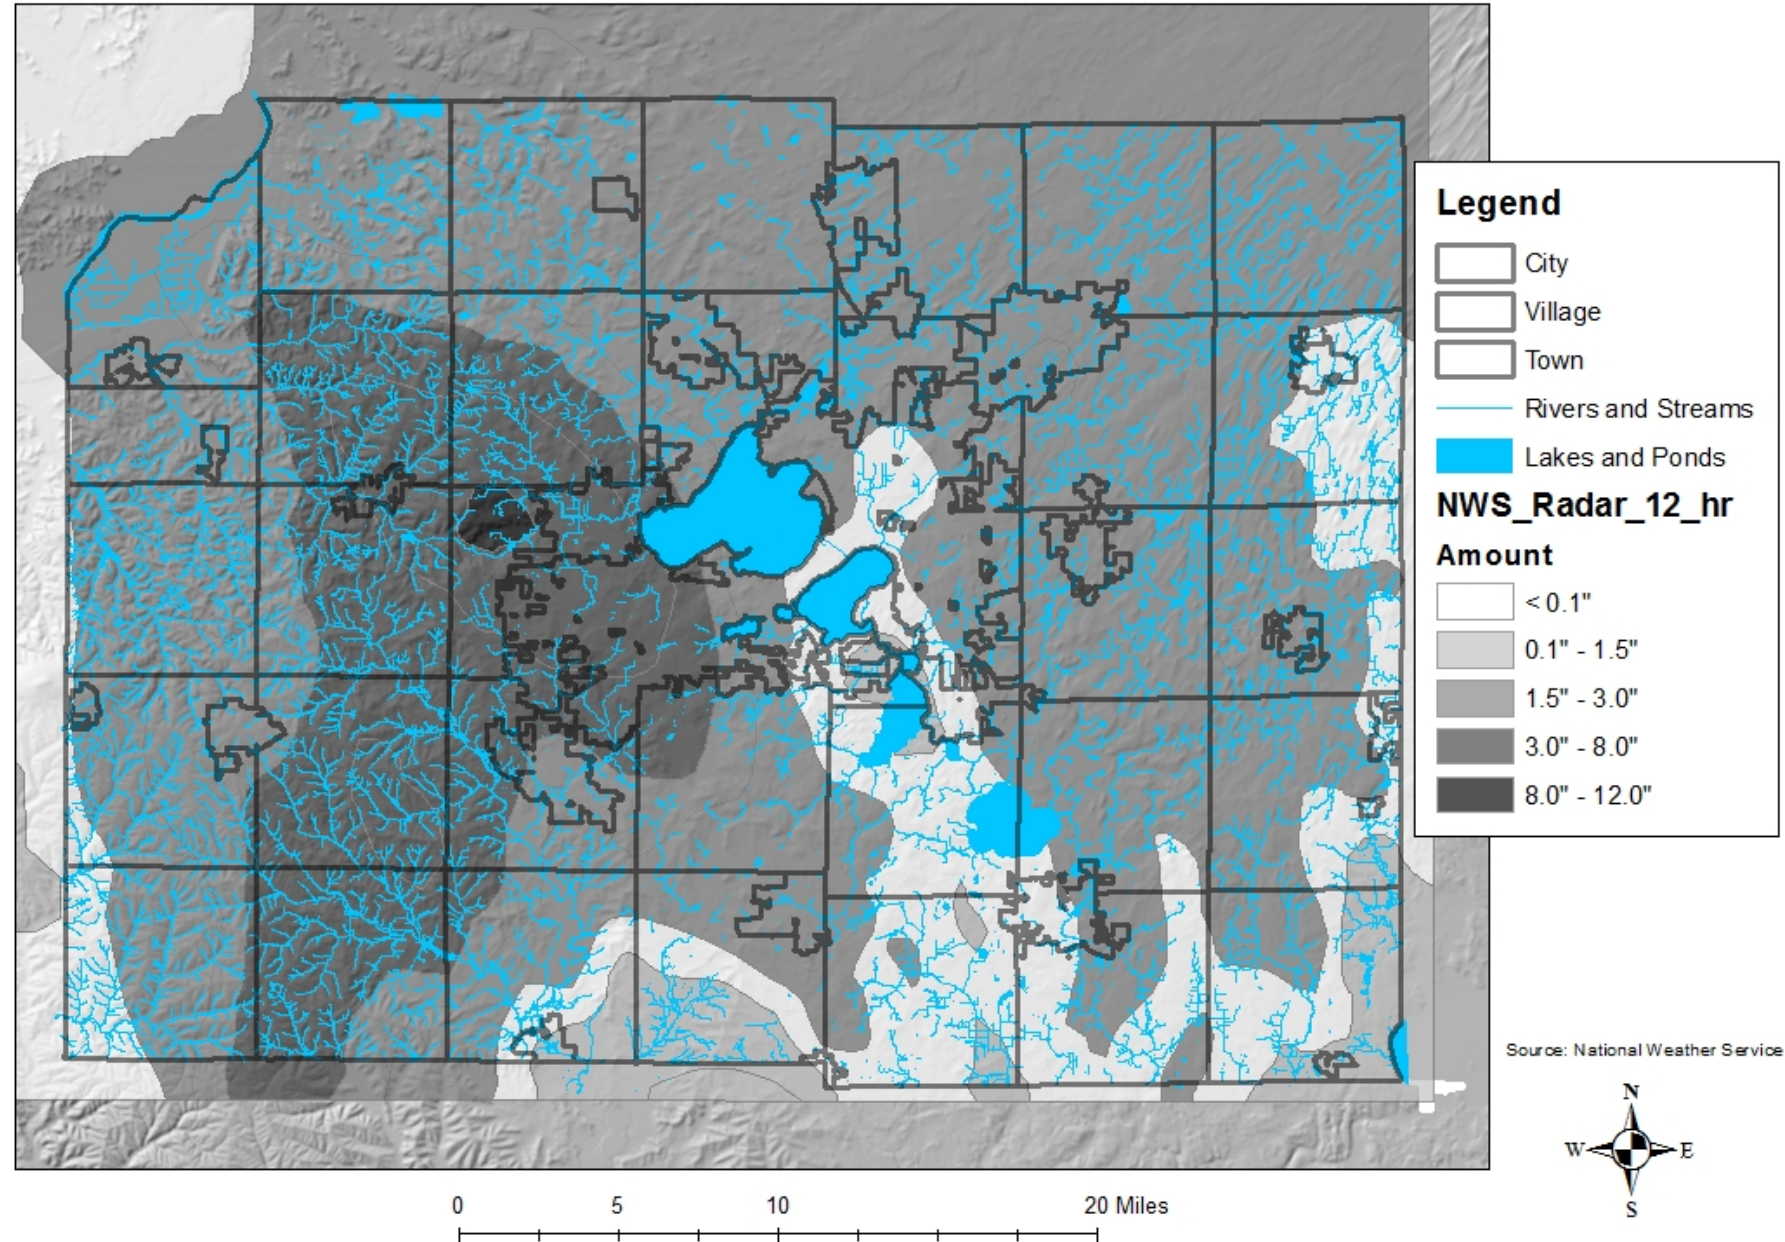 Legend
City
Village
Town
Rivers and Streams
Lakes and Ponds
NWS_Radar_12_hr
Amount
< 0.1"
0.1" - 1.5"
1.5" - 3.0"
3.0" - 8.0"
8.0" - 12.0"
Source: National Weather Service
N
W E
S
0 5 10 20 Miles